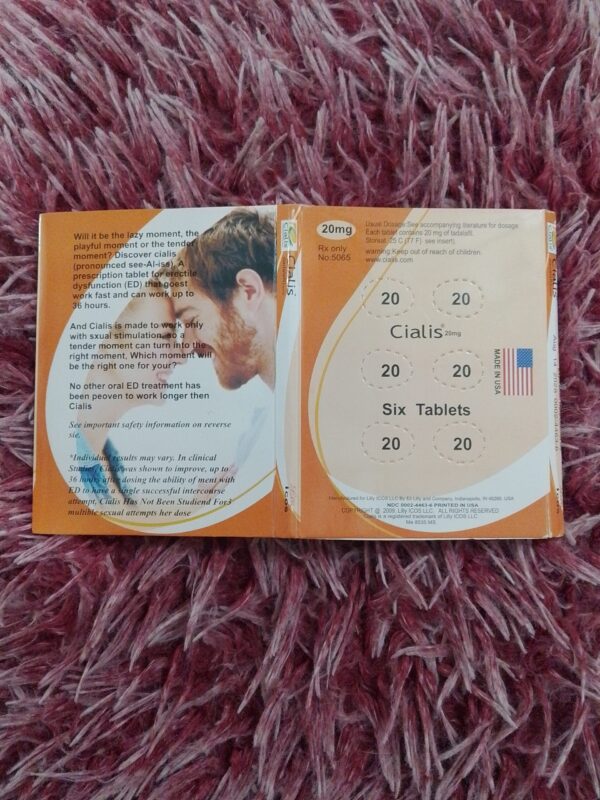 Will it be the lazy moment, the
playful moment or the tender
moment? Discover cialis
(pronounced see-Al-iss). A
prescription tablet for erectile
dysfunction (ED) that goest
work fast and can work up to
36 hours.
And Cialis is made to work only
with sxual stimulation, so a
tender moment can turn into the
right moment. Which moment will
be the right one for your?
No other oral ED treatment has
been peoven to work longer then
Cialis
See important safety information on reverse
sie.
*Individual results may vary. In clinical
Studies, Cialis was shown to improve, up to
36 hours after dosing the ability of ment with
ED to have a single successful intercourse
attempt. Cialis Has Not Been Studiend For3
multible sexual attempts her dose
Cialis
20mg
Rx only
No:5065
Usual Dosage:See accompanying literature for dosage
Each tablet contains 20 mg of tadalafil.
Storeat 25 C (77 F) see insert).
warning Keep out of reach of children.
www.cialis.com
20 20
Cialis® 20mg
20 20
MADE IN USA
Six Tablets
20 20
Manufactured for Lilly ICOS LLC By Eli Lilly and Company, Indianapolis, IN 46285, USA
NDC 0002-4463-6 PRINTED IN USA
COPYRIGHT @ 2009, Lilly ICOS LLC. ALL RIGHTS RESERVED
Cialis is a registered trademark of Lilly ICOS LLC